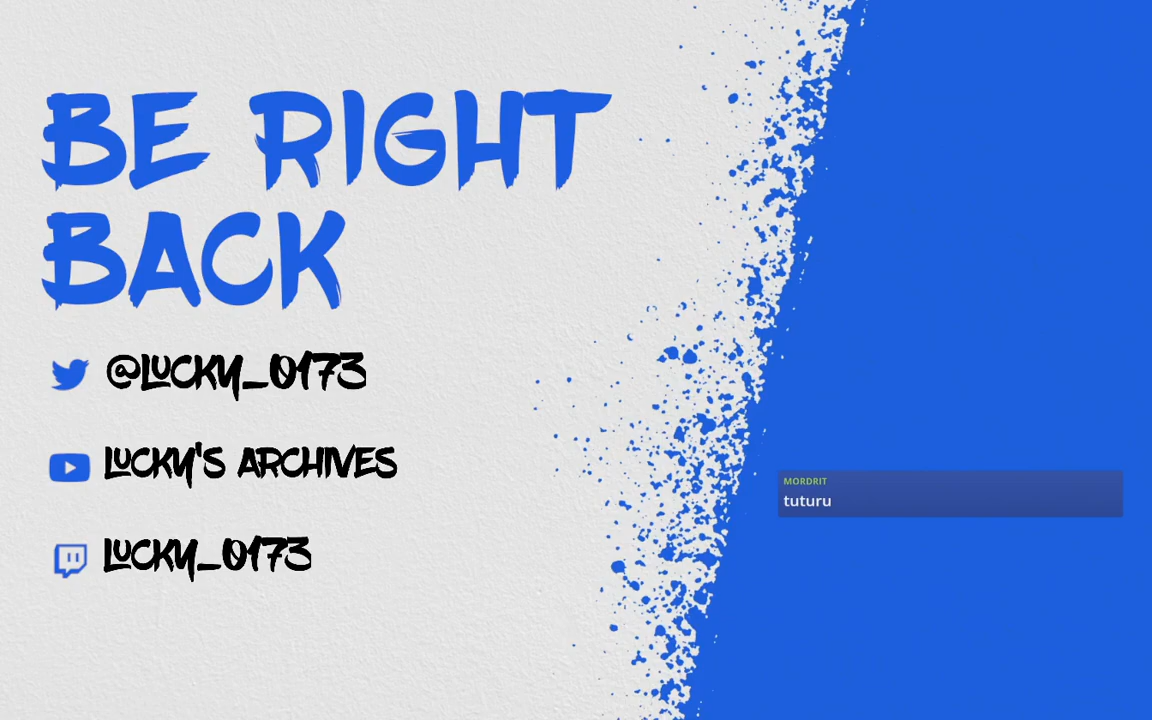 BE RIGHT
BACK
@LUCKY_0173
LUCKY'S ARCHIVES
LUCKY_0173
MORDRIT
tuturu